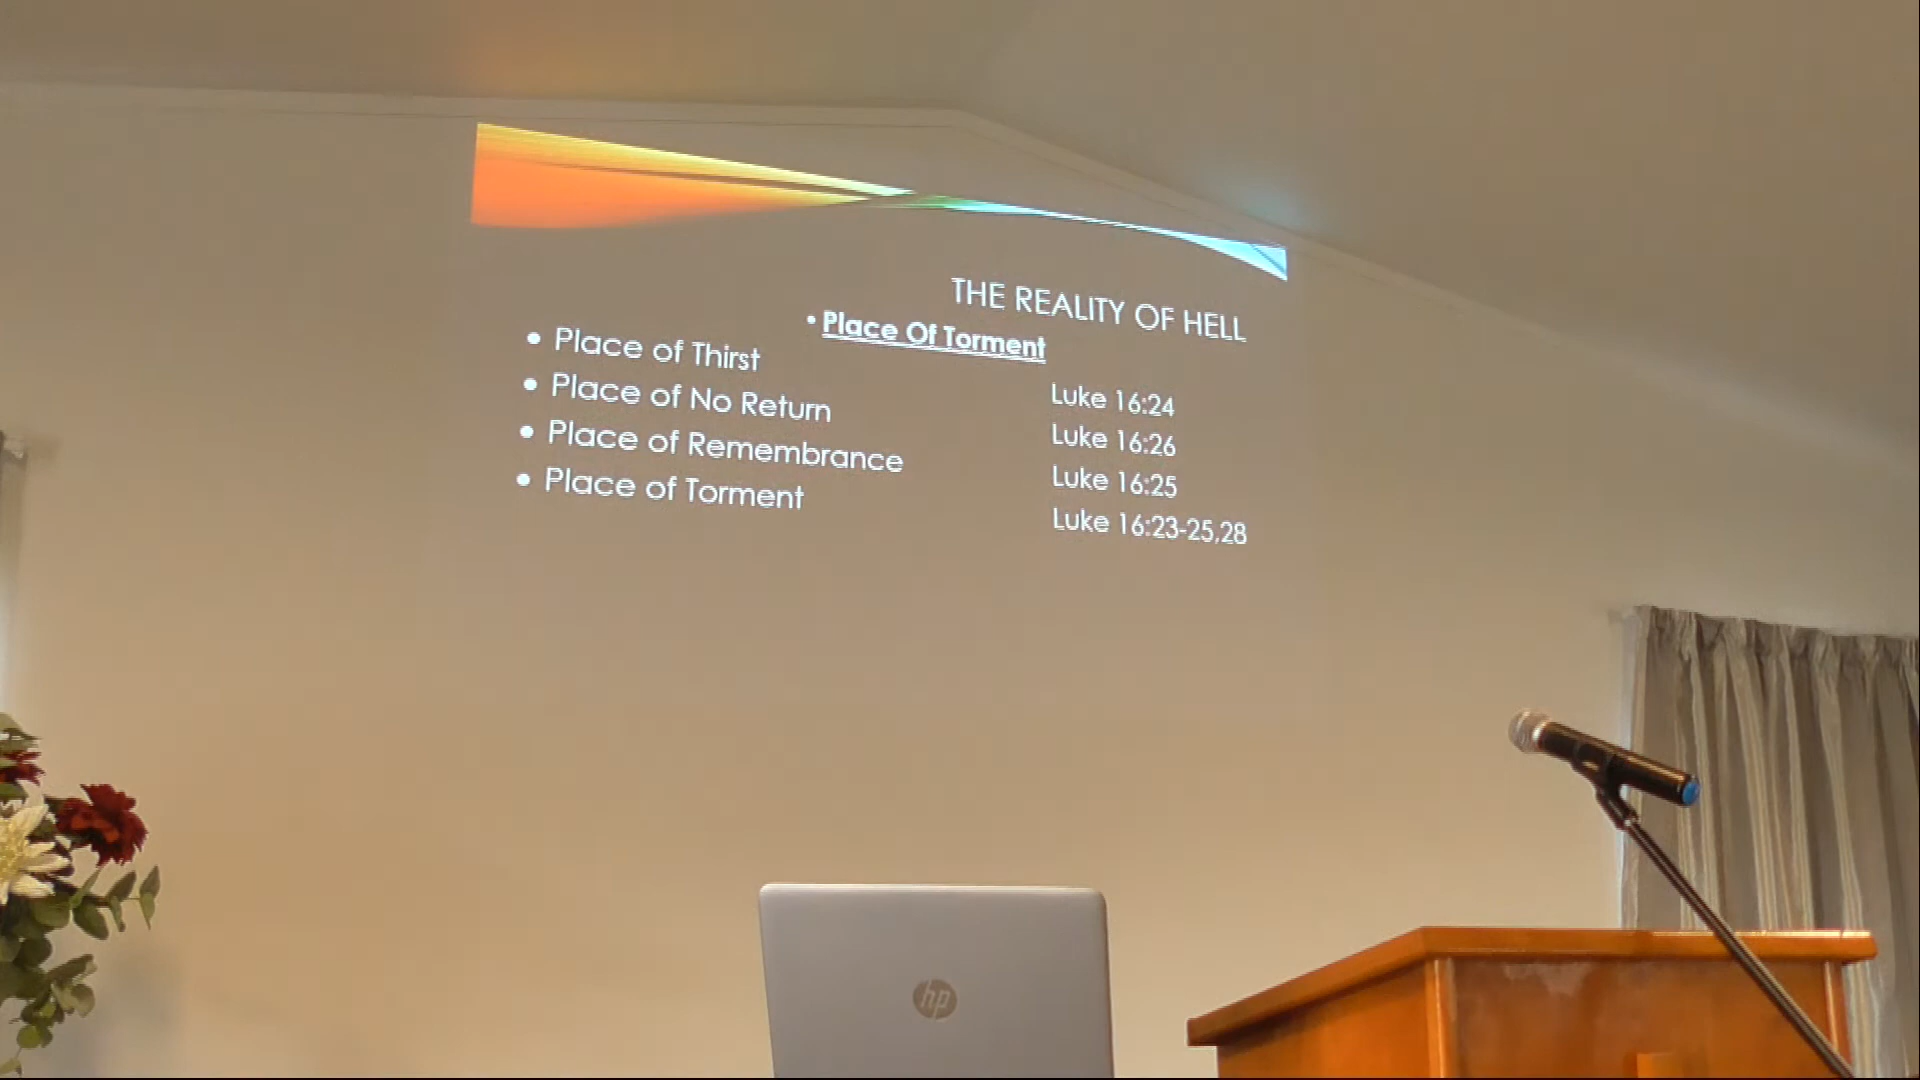 THE REALITY OF HELL
• Place Of Torment
• Place of Thirst
• Place of No Return
• Place of Remembrance
• Place of Torment
Luke 16:24
Luke 16:26
Luke 16:25
Luke 16:23-25,28
hp